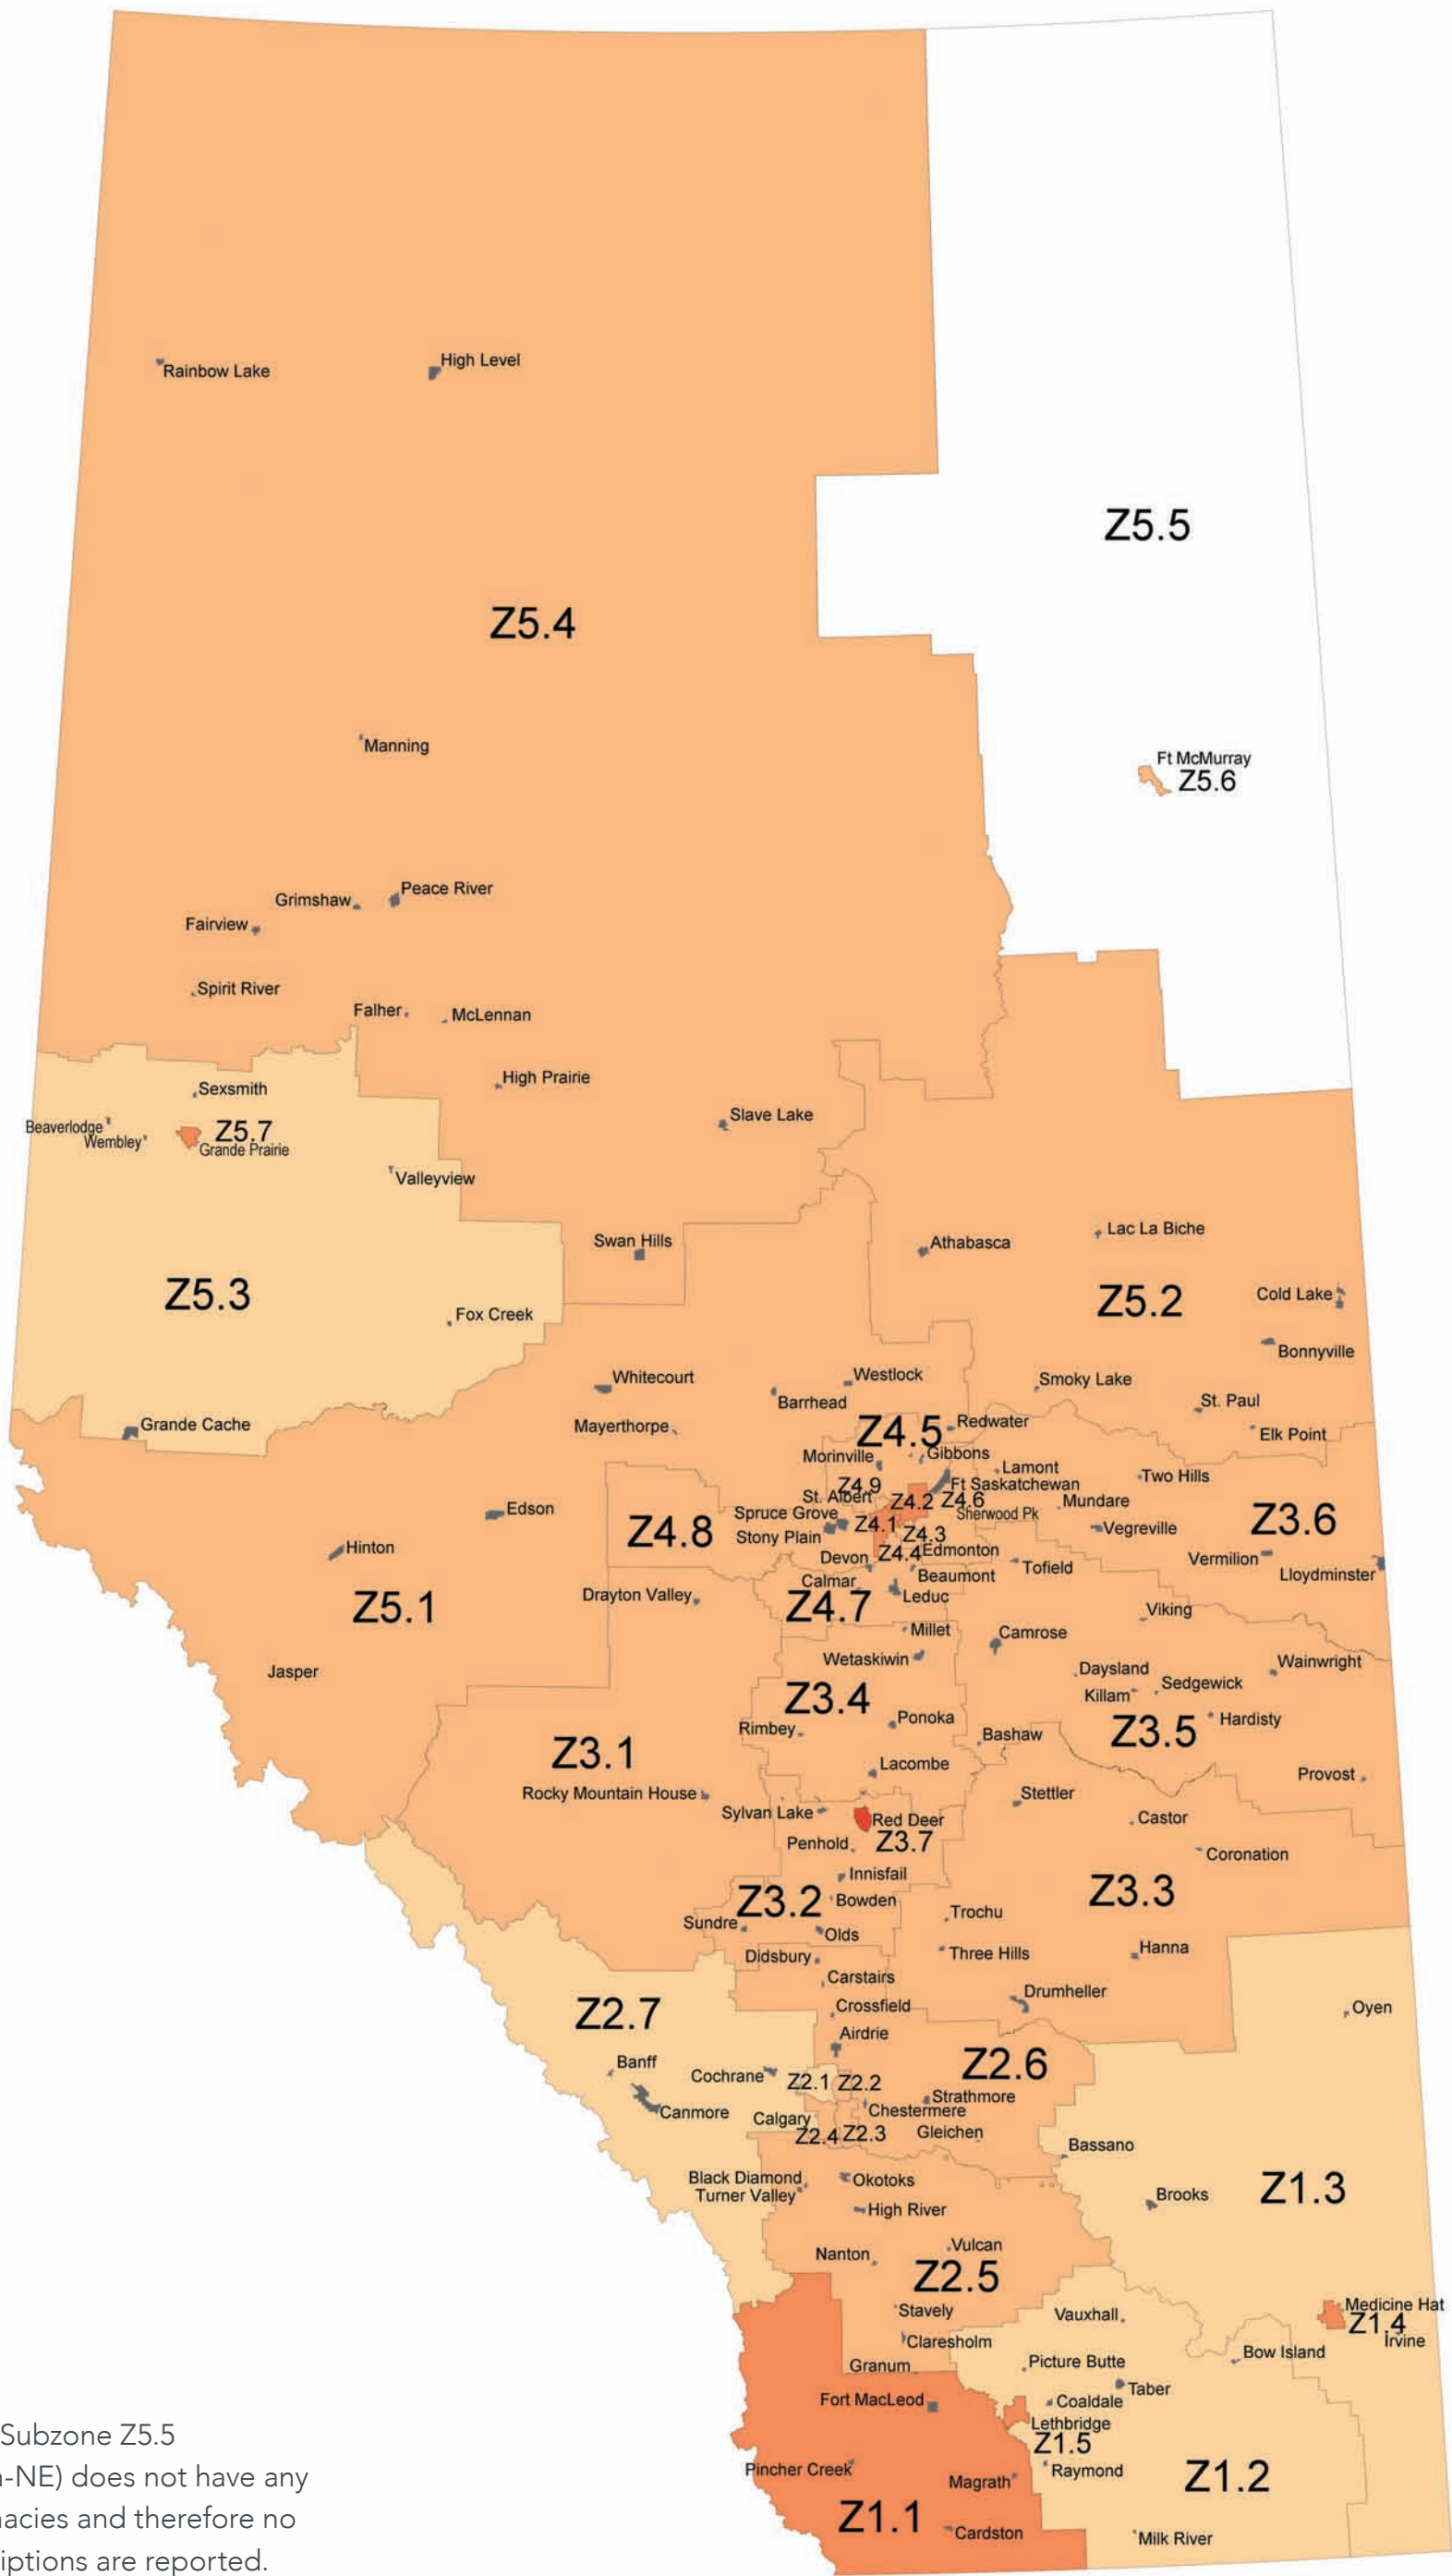 Rainbow Lake
High Level
Z5.5
Z5.4
Manning
Ft McMurray
Z5.6
Peace River
Grimshaw
Fairview
Spirit River
Falher
McLennan
High Prairie
Sexsmith
Slave Lake
Beaverlodge
Z5.7
Wembley
Grande Prairie
Valleyview
Lac La Biche
Swan Hills
Athabasca
Z5.3
Z5.2
Cold Lake
Fox Creek
Bonnyville
Whitecourt
Westlock
Smoky Lake
Barrhead
St. Paul
Grande Cache
Mayerthorpe
Z4.5
Redwater
Elk Point
Morinville
Gibbons
Lamont
Two Hills
Z4.9
Ft Saskatchewan
St. Albert
Z4.2
Z4.6
Mundare
Edson
Spruce Grove
Sherwood Pk
Z3.6
Z4.8
Stony Plain
Z4.1
Z4.3
Vegreville
Hinton
Devon
Z4.4
Edmonton
Vermilion
Tofield
Lloydminster
Calmar
Beaumont
Drayton Valley
Leduc
Z5.1
Z4.7
Viking
Millet
Camrose
Jasper
Wetaskiwin
Daysland
Wainwright
Sedgewick
Z3.4
Killam
Ponoka
Hardisty
Rimbey
Bashaw
Z3.5
Z3.1
Lacombe
Provost
Rocky Mountain House
Stettler
Sylvan Lake
Red Deer
Castor
Penhold
Z3.7
Coronation
Innisfail
Z3.3
Z3.2
Bowden
Trochu
Sundre
Olds
Didsbury
Three Hills
Hanna
Carstairs
Drumheller
Z2.7
Crossfield
Oyen
Airdrie
Banff
Z2.6
Cochrane
Z2.1
Z2.2
Strathmore
Canmore
Calgary
Chestermere
Z2.4
Z2.3
Gleichen
Bassano
Black Diamond
Okotoks
Turner Valley
Brooks
Z1.3
High River
Vulcan
Nanton
Z2.5
Stavely
Vauxhall
Medicine Hat
Z1.4
Claresholm
Irvine
Granum
Picture Butte
Bow Island
Taber
Fort MacLeod
Coaldale
Lethbridge
Subzone Z5.5
Z1.5
Pincher Creek
Raymond
-NE) does not have any
Magrath
Z1.2
Z1.1
acies and therefore no
Cardston
Milk River
iptions are reported.